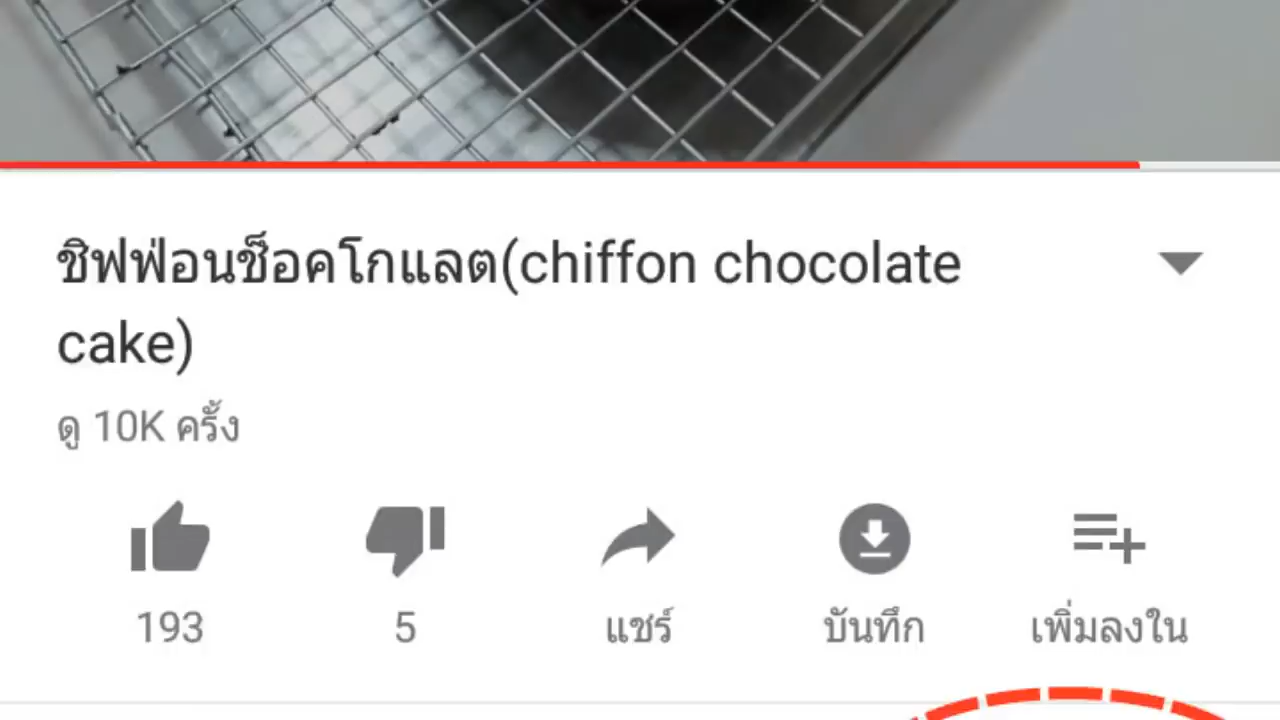 ชิฟฟ่อนช็อคโกแลต(chiffon chocolate
cake)
ดู 10K ครั้ง
193
5
แชร์
บันทึก
เพิ่มลงใน